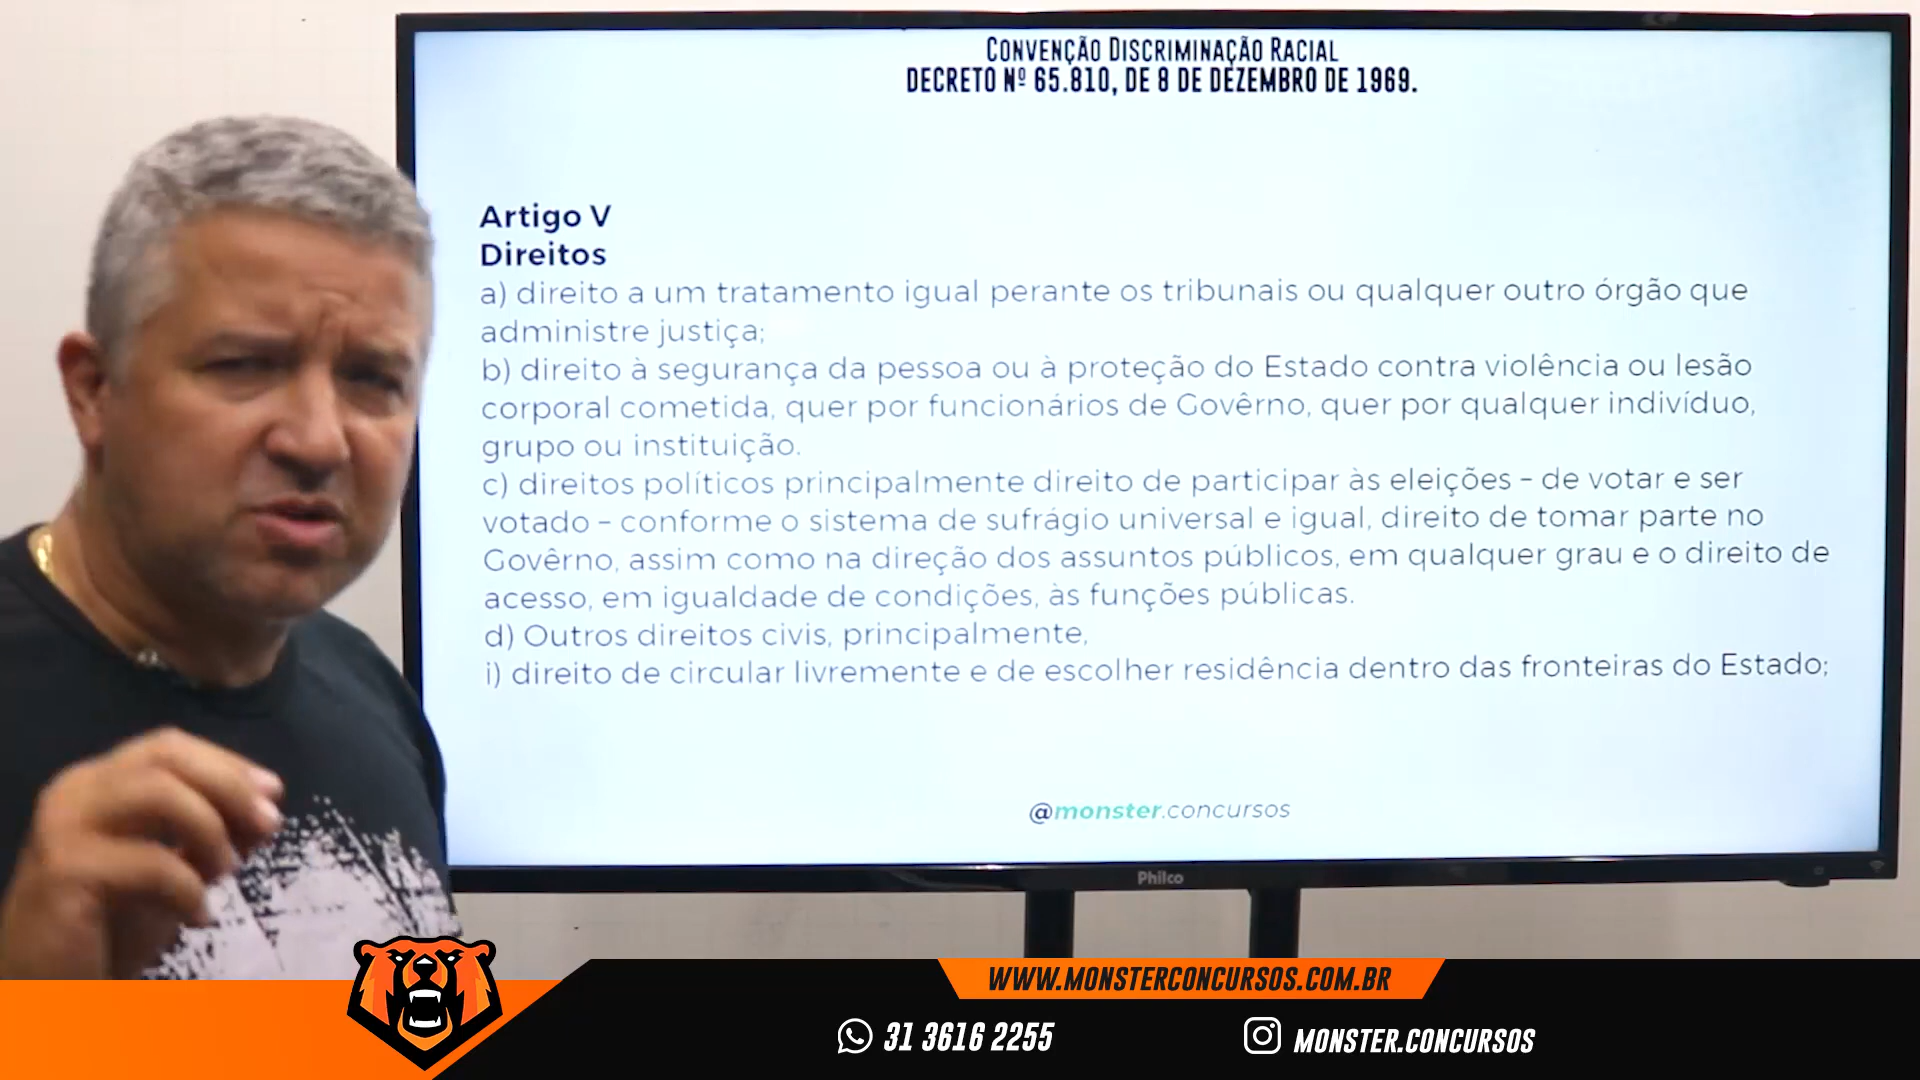 CONVENÇÃO DISCRIMINAÇÃO RACIAL
DECRETO Nº 65.810, DE 8 DE DEZEMBRO DE 1969.
Artigo V
Direitos
a) direito a um tratamento igual perante os tribunais ou qualquer outro órgão que
administre justiça;
b) direito à segurança da pessoa ou à proteção do Estado contra violência ou lesão
corporal cometida, quer por funcionários de Govêrno, quer por qualquer indivíduo,
grupo ou instituição.
c) direitos políticos principalmente direito de participar às eleições – de votar e ser
votado – conforme o sistema de sufrágio universal e igual, direito de tomar parte no
Govêrno, assim como na direção dos assuntos públicos, em qualquer grau e o direito de
acesso, em igualdade de condições, às funções públicas.
d) Outros direitos civis, principalmente,
i) direito de circular livremente e de escolher residência dentro das fronteiras do Estado;
@monster.concursos
Philco
WWW.MONSTERCONCURSOS.COM.BR
31 3616 2255
MONSTER.CONCURSOS